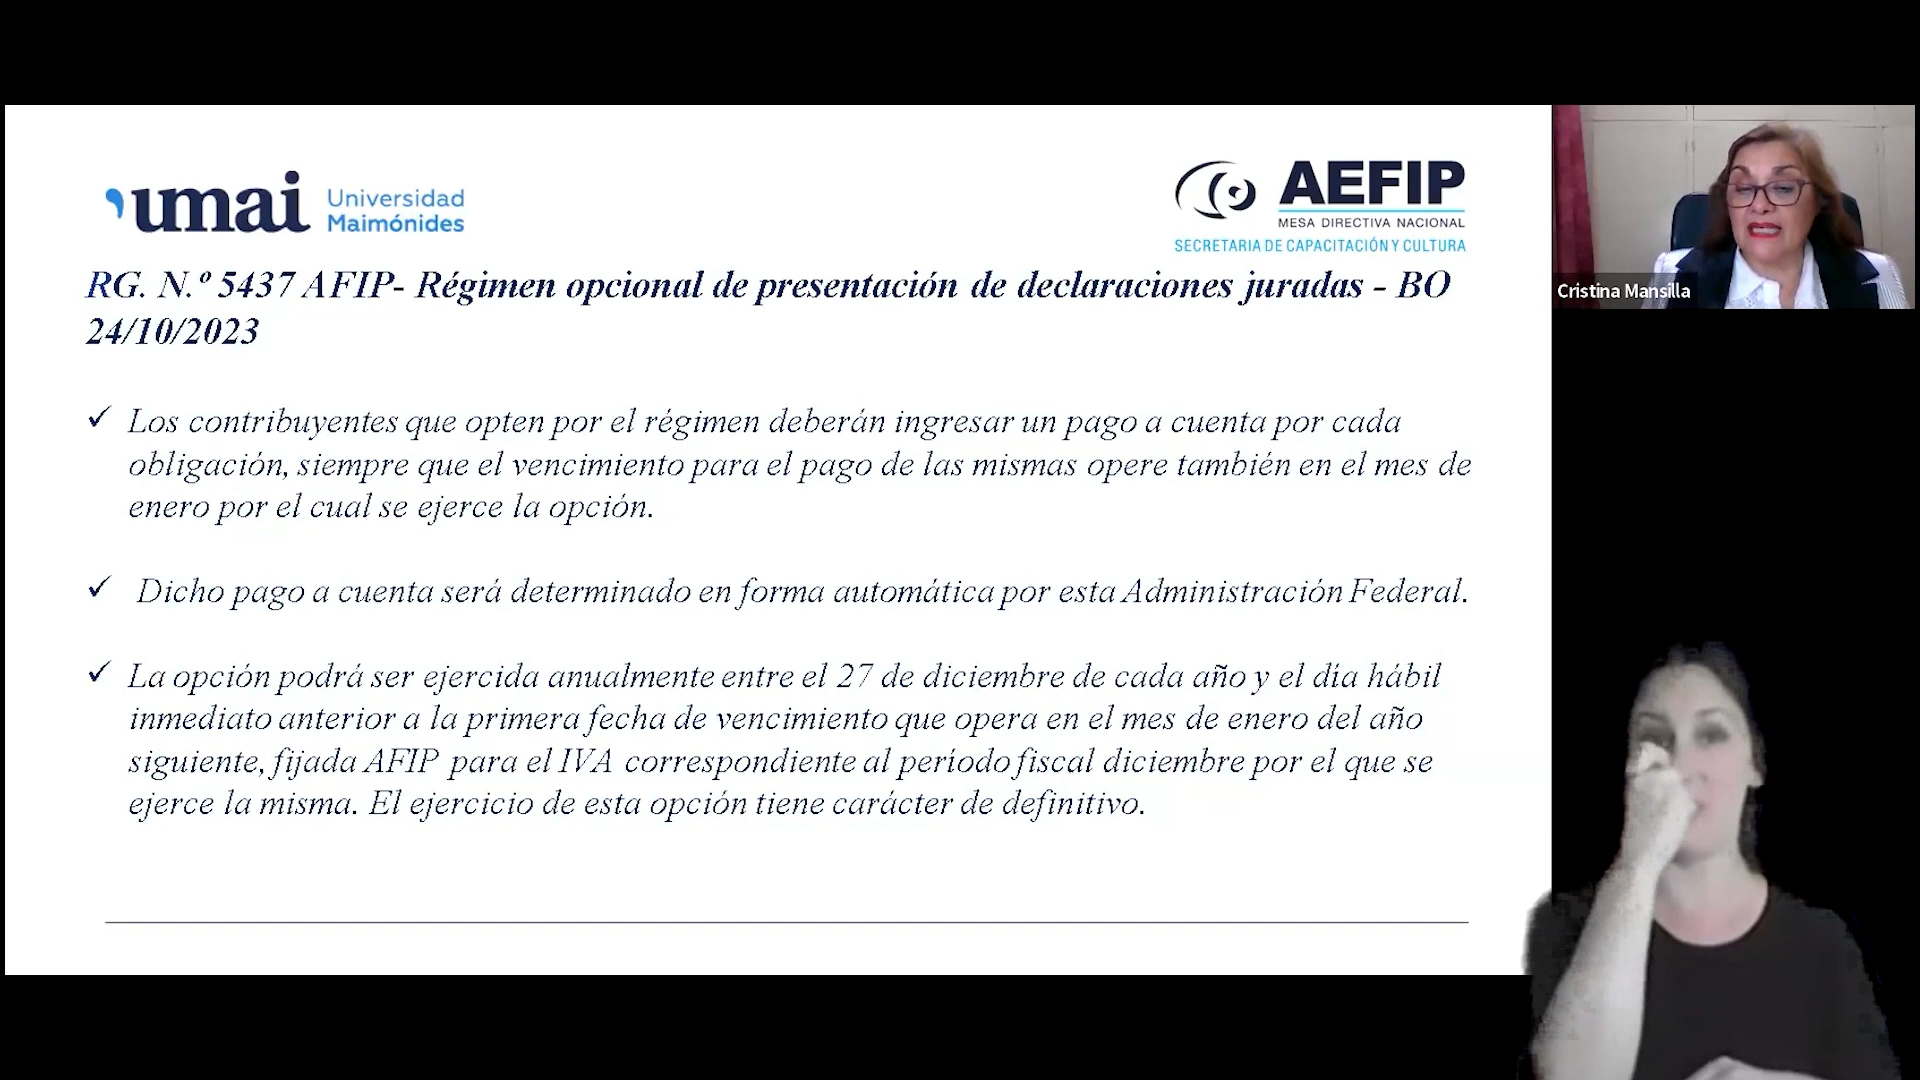 umai Universidad
Maimónides
AEFIP
MESA DIRECTIVA NACIONAL
SECRETARIA DE CAPACITACIÓN Y CULTURA
RG. N.º 5437 AFIP- Régimen opcional de presentación de declaraciones juradas - BO
24/10/2023
✓ Los contribuyentes que opten por el régimen deberán ingresar un pago a cuenta por cada
obligación, siempre que el vencimiento para el pago de las mismas opere también en el mes de
enero por el cual se ejerce la opción.
✓ Dicho pago a cuenta será determinado en forma automática por esta Administración Federal.
✓ La opción podrá ser ejercida anualmente entre el 27 de diciembre de cada año y el día hábil
inmediato anterior a la primera fecha de vencimiento que opera en el mes de enero del año
siguiente, fijada AFIP para el IVA correspondiente al período fiscal diciembre por el que se
ejerce la misma. El ejercicio de esta opción tiene carácter de definitivo.
Cristina Mansilla